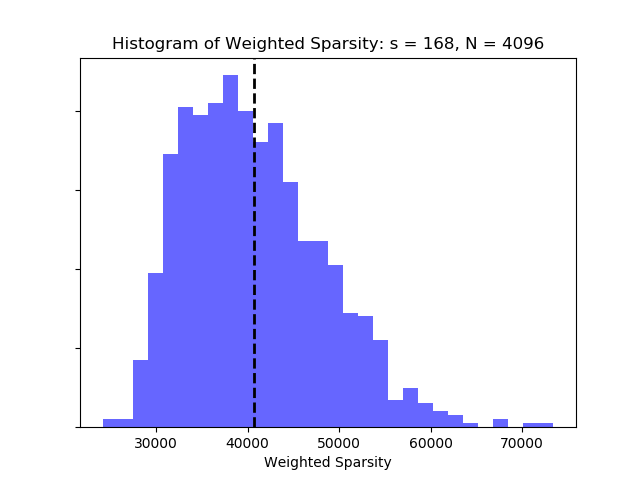 Histogram of Weighted Sparsity: s = 168, N = 4096
30000 40000 50000 60000 70000
Weighted Sparsity